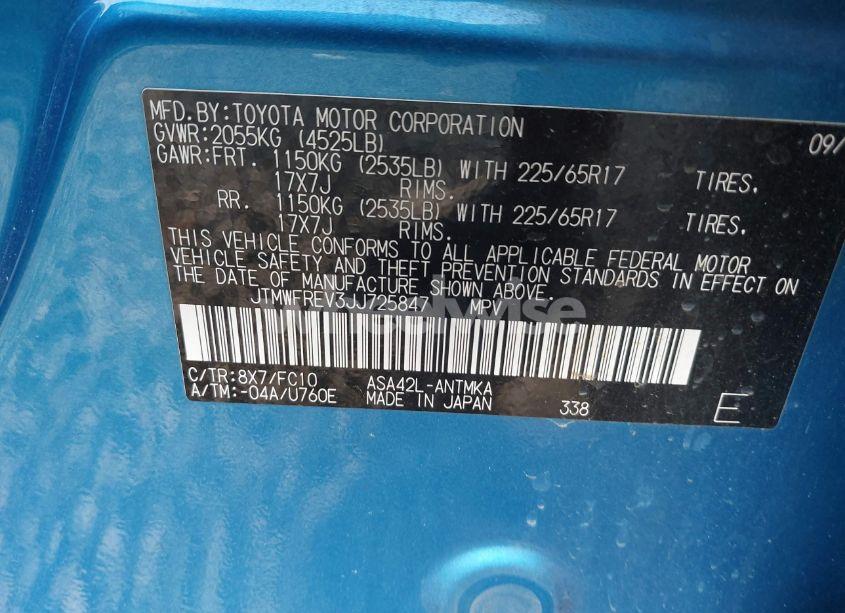 MFD.BY:TOYOTA MOTOR CORPORATION 09/
GVWR:2055KG (4525LB)
GAWR:FRT. 1150KG (2535LB) WITH 225/65R17 TIRES.
17X7J RIMS.
RR. 1150KG (2535LB) WITH 225/65R17 TIRES.
17X7J RIMS.
THIS VEHICLE CONFORMS TO ALL APPLICABLE FEDERAL MOTOR
VEHICLE SAFETY AND THEFT PREVENTION STANDARDS IN EFFECT ON
THE DATE OF MANUFACTURE SHOWN ABOVE.
JTMWFREV3JJ725847 MPV
C/TR:8X7/FC10 ASA42L-ANTMKA
A/TM:-04A/U760E MADE IN JAPAN 338 E